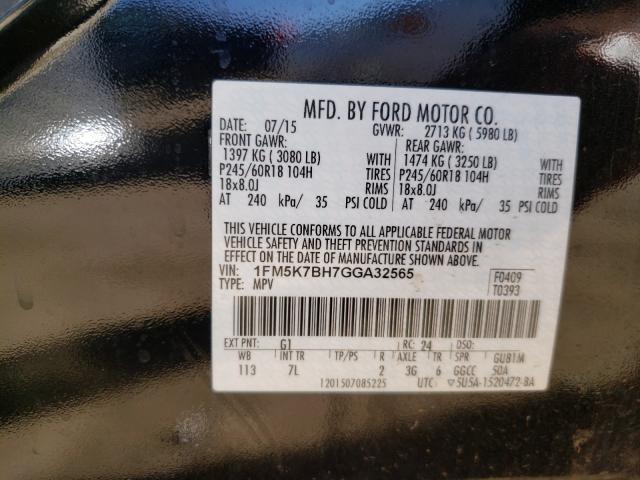 MFD. BY FORD MOTOR CO.
DATE: 07/15 GVWR: 2713 KG ( 5980 LB)
FRONT GAWR: REAR GAWR:
1397 KG ( 3080 LB) WITH 1474 KG ( 3250 LB) WITH
P245/60R18 104H TIRES P245/60R18 104H TIRES
18x8.0J RIMS 18x8.0J RIMS
AT 240 kPa/ 35 PSI COLD AT 240 kPa/ 35 PSI COLD
THIS VEHICLE CONFORMS TO ALL APPLICABLE FEDERAL MOTOR
VEHICLE SAFETY AND THEFT PREVENTION STANDARDS IN
EFFECT ON THE DATE OF MANUFACTURE SHOWN ABOVE.
VIN: 1FM5K7BH7GGA32565 F0409
TYPE: MPV T0393
EXT PNT: G1 RC: 24 DSO:
WB INT TR TP/PS R AXLE TR SPR GUB1M
113 7L 2 3G 6 GGCC 50A
1201507085225 UTC ▽5U5A-1520472-BA